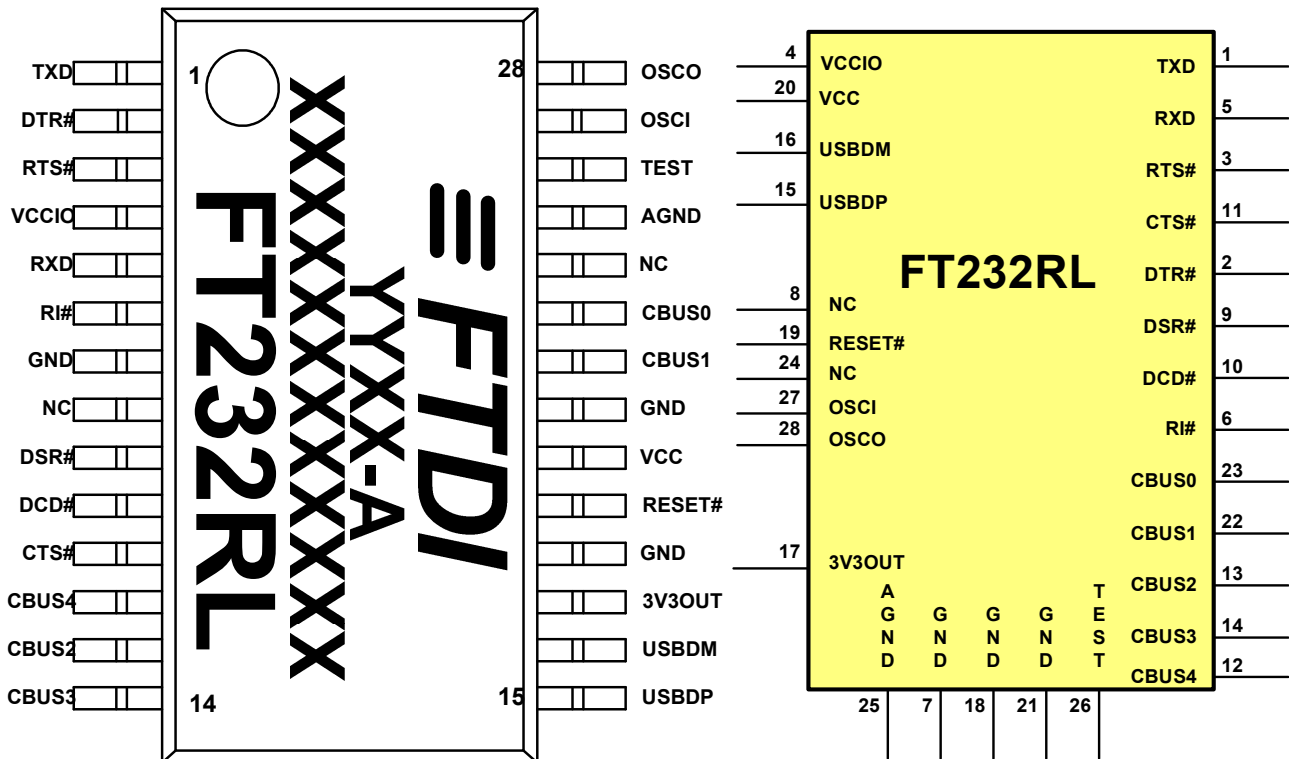 TXD
DTR#
RTS#
VCCIO
RXD
RI#
GND
NC
DSR#
DCD#
CTS#
CBUS4
CBUS2
CBUS3
1
14
28
15
FT232RL
XXXXXXXXXXXX
YYXX-A
FTDI
OSCO
OSCI
TEST
AGND
NC
CBUS0
CBUS1
GND
VCC
RESET#
GND
3V3OUT
USBDM
USBDP
4 VCCIO
20 VCC
16 USBDM
15 USBDP
8 NC
19 RESET#
24 NC
27 OSCI
28 OSCO
17 3V3OUT
FT232RL
TXD 1
RXD 5
RTS# 3
CTS# 11
DTR# 2
DSR# 9
DCD# 10
RI# 6
CBUS0 23
CBUS1 22
CBUS2 13
CBUS3 14
CBUS4 12
AGND 25
GND 7
GND 18
GND 21
TEST 26